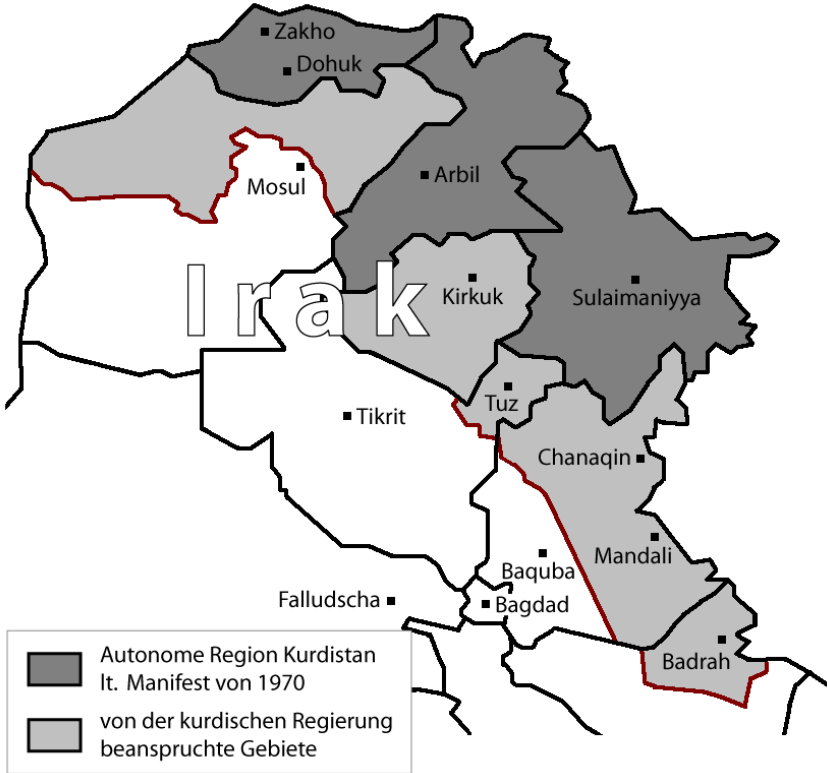 Zakho
Dohuk
Mosul
Arbil
Irak
Kirkuk
Sulaimaniyya
Tuz
Tikrit
Chanaqin
Mandali
Baquba
Falludscha
Bagdad
Badrah
Autonome Region Kurdistan
lt. Manifest von 1970
von der kurdischen Regierung
beanspruchte Gebiete